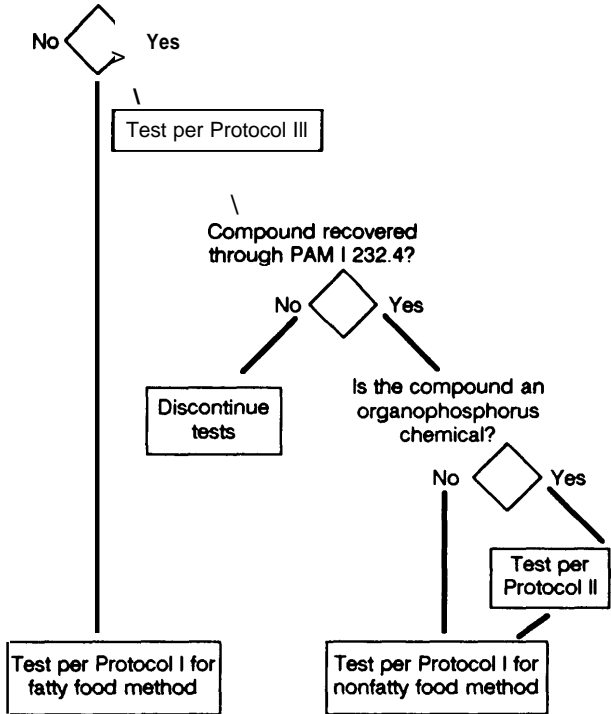 No Yes
Test per Protocol III
Compound recovered
through PAM I 232.4?
No Yes
Discontinue
tests
Is the compound an
organophosphorus
chemical?
No Yes
Test per
Protocol II
Test per Protocol I for
fatty food method
Test per Protocol I for
nonfatty food method